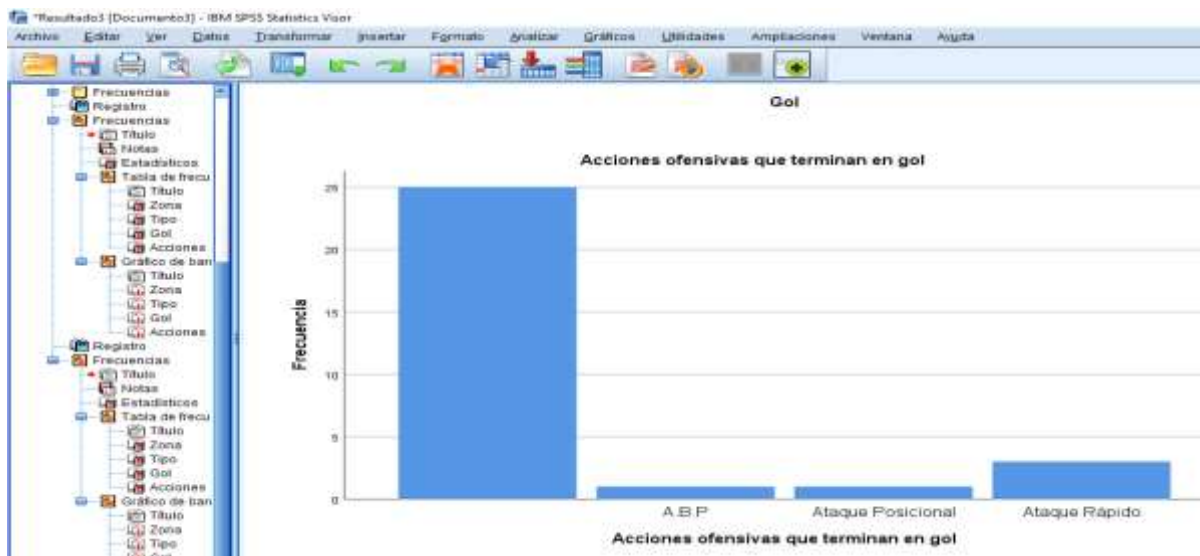 *Resultado3 [Documento3] - IBM SPSS Statistics Visor
Archivo Editar Ver Datos Transformar Insertar Formato Analizar Gráficos Utilidades Ampliaciones Ventana Ayuda
Frecuencias
Registro
Frecuencias
Título
Notas
Estadísticos
Tabla de frecu
Título
Zona
Tipo
Gol
Acciones
Gráfico de bar
Título
Zona
Tipo
Gol
Acciones
Registro
Frecuencias
Título
Notas
Estadísticos
Tabla de frecu
Título
Zona
Tipo
Gol
Acciones
Gráfico de bar
Título
Zona
Tipo
Gol
Acciones ofensivas que terminan en gol
Frecuencia
25
20
15
10
5
0
A.B.P Ataque Posicional Ataque Rápido
Acciones ofensivas que terminan en gol